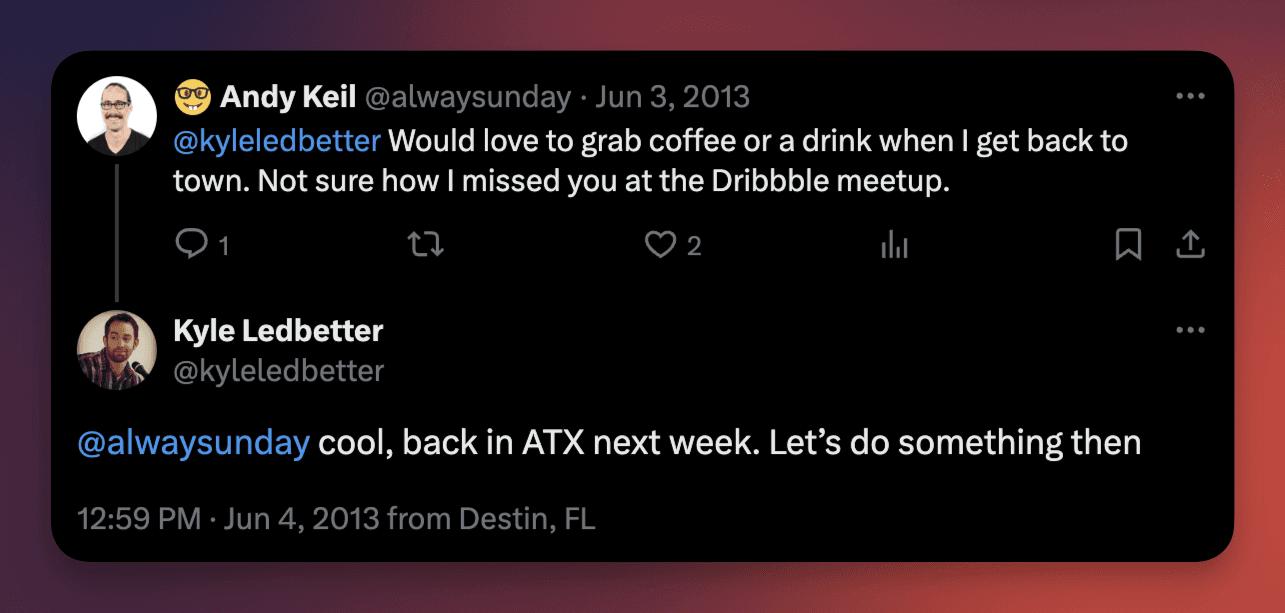 🤓 Andy Keil @alwaysunday · Jun 3, 2013
@kyleledbetter Would love to grab coffee or a drink when I get back to
town. Not sure how I missed you at the Dribbble meetup.
1 2
Kyle Ledbetter
@kyleledbetter
@alwaysunday cool, back in ATX next week. Let’s do something then
12:59 PM · Jun 4, 2013 from Destin, FL